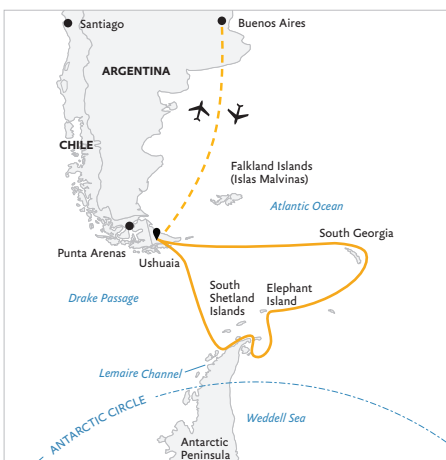 Santiago
Buenos Aires
ARGENTINA
CHILE
Falkland Islands
(Islas Malvinas)
Atlantic Ocean
South Georgia
Punta Arenas
Ushuaia
South
Shetland
Islands
Elephant
Island
Drake Passage
Lemaire Channel
ANTARCTIC CIRCLE
Weddell Sea
Antarctic
Peninsula